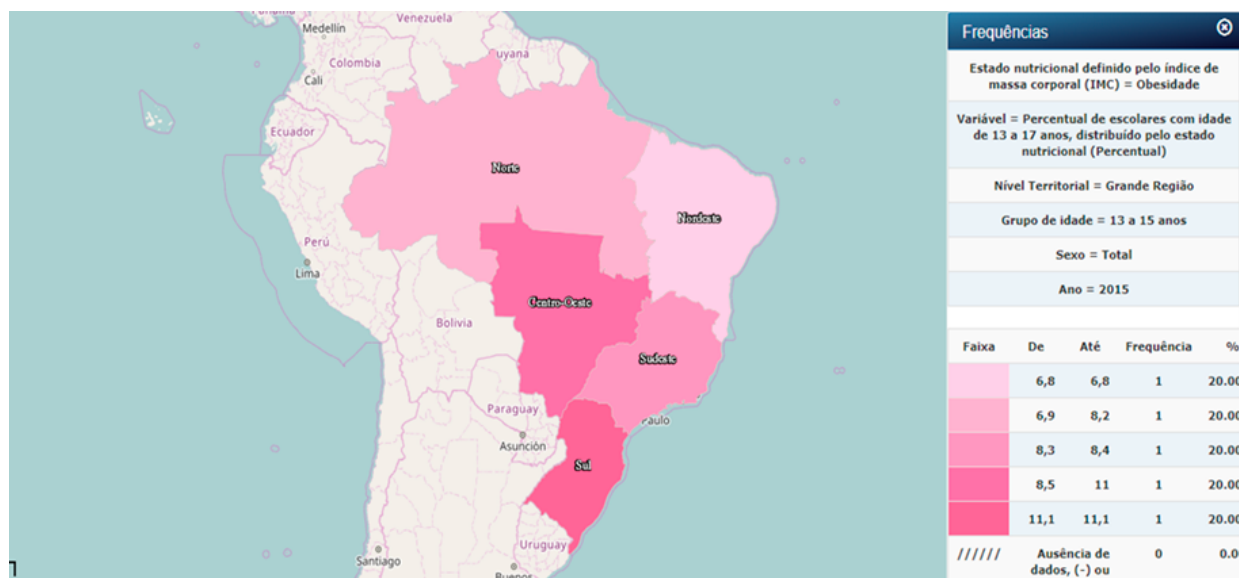 Medellín
Venezuela
Guyana
Cali
Colombia
Ecuador
Norte
Nordeste
Perú
Lima
Centro-Oeste
Bolivia
Sudeste
Paraguay
Paulo
Asunción
Sul
Uruguay
Santiago
Frequências
Estado nutricional definido pelo índice de
massa corporal (IMC) = Obesidade
Variável = Percentual de escolares com idade
de 13 a 17 anos, distribuído pelo estado
nutricional (Percentual)
Nível Territorial = Grande Região
Grupo de idade = 13 a 15 anos
Sexo = Total
Ano = 2015
Faixa De Até Frequência %
6,8 6,8 1 20.00
6,9 8,2 1 20.00
8,3 8,4 1 20.00
8,5 11 1 20.00
11,1 11,1 1 20.00
////// Ausência de 0 0.0
dados, (-) ou